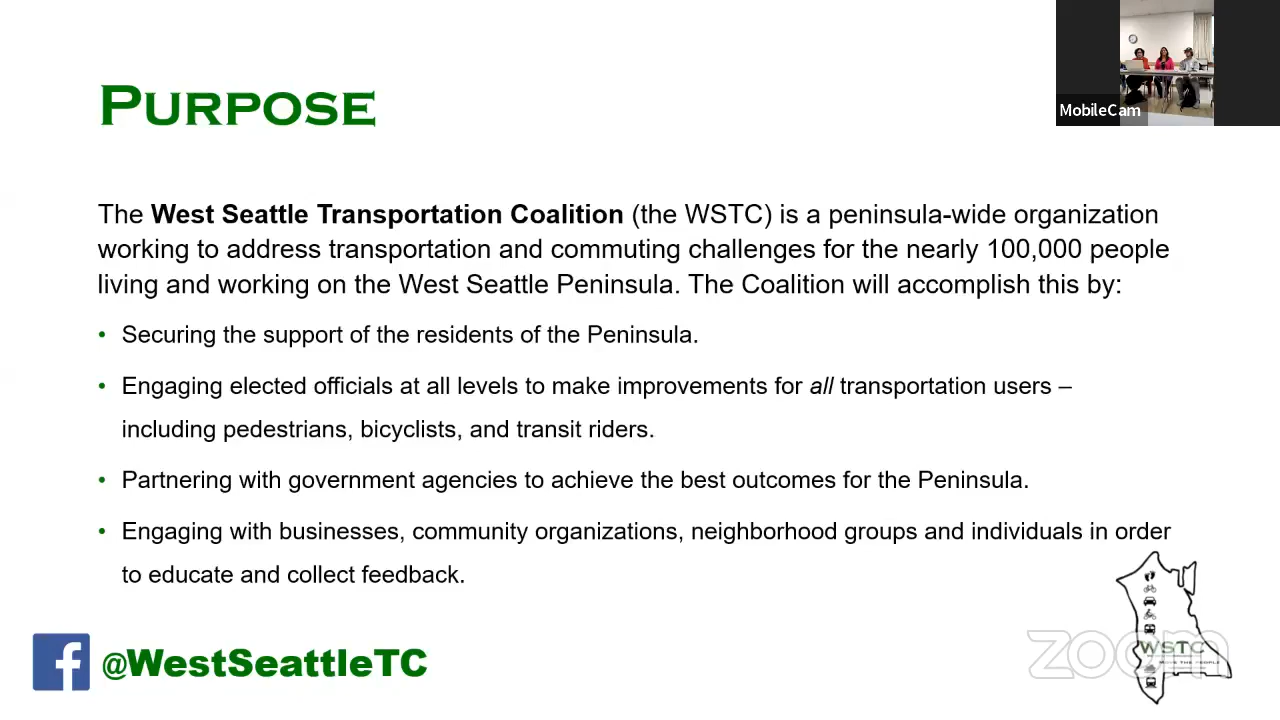 PURPOSE
MobileCam
The West Seattle Transportation Coalition (the WSTC) is a peninsula-wide organization
working to address transportation and commuting challenges for the nearly 100,000 people
living and working on the West Seattle Peninsula. The Coalition will accomplish this by:
• Securing the support of the residents of the Peninsula.
• Engaging elected officials at all levels to make improvements for all transportation users –
including pedestrians, bicyclists, and transit riders.
• Partnering with government agencies to achieve the best outcomes for the Peninsula.
• Engaging with businesses, community organizations, neighborhood groups and individuals in order
to educate and collect feedback.
@WestSeattleTC
zoom
WSTC
MOVE THE PEOPLE